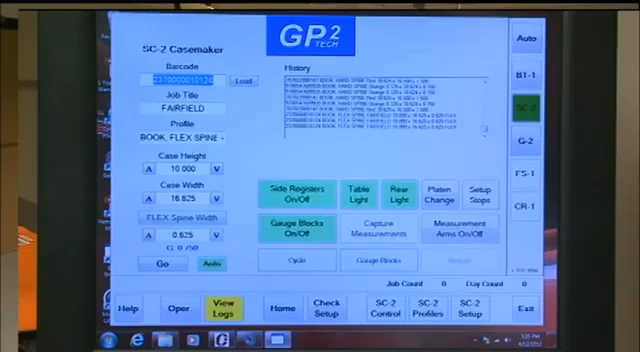 GP2
TECH
SC-2 Casemaker
Barcode
2370000010124
Load
Job Title
FAIRFIELD
Profile
BOOK, FLEX SPINE -
Case Height
10.000
Case Width
16.625
FLEX Spine Width
0.625
G: 0.750
Go
Auto
History
Side Registers
On/Off
Table
Light
Rear
Light
Platen
Change
Setup
Stops
Gauge Blocks
On/Off
Capture
Measurements
Measurement
Arms On/Off
Cycle
Gauge Blocks
Restart
Job Count 0 Day Count 0
Help
Oper.
View
Logs
Home
Check
Setup
SC-2
Control
SC-2
Profiles
SC-2
Setup
Exit
Auto
BT-1
SC-2
G-2
FS-1
CR-1